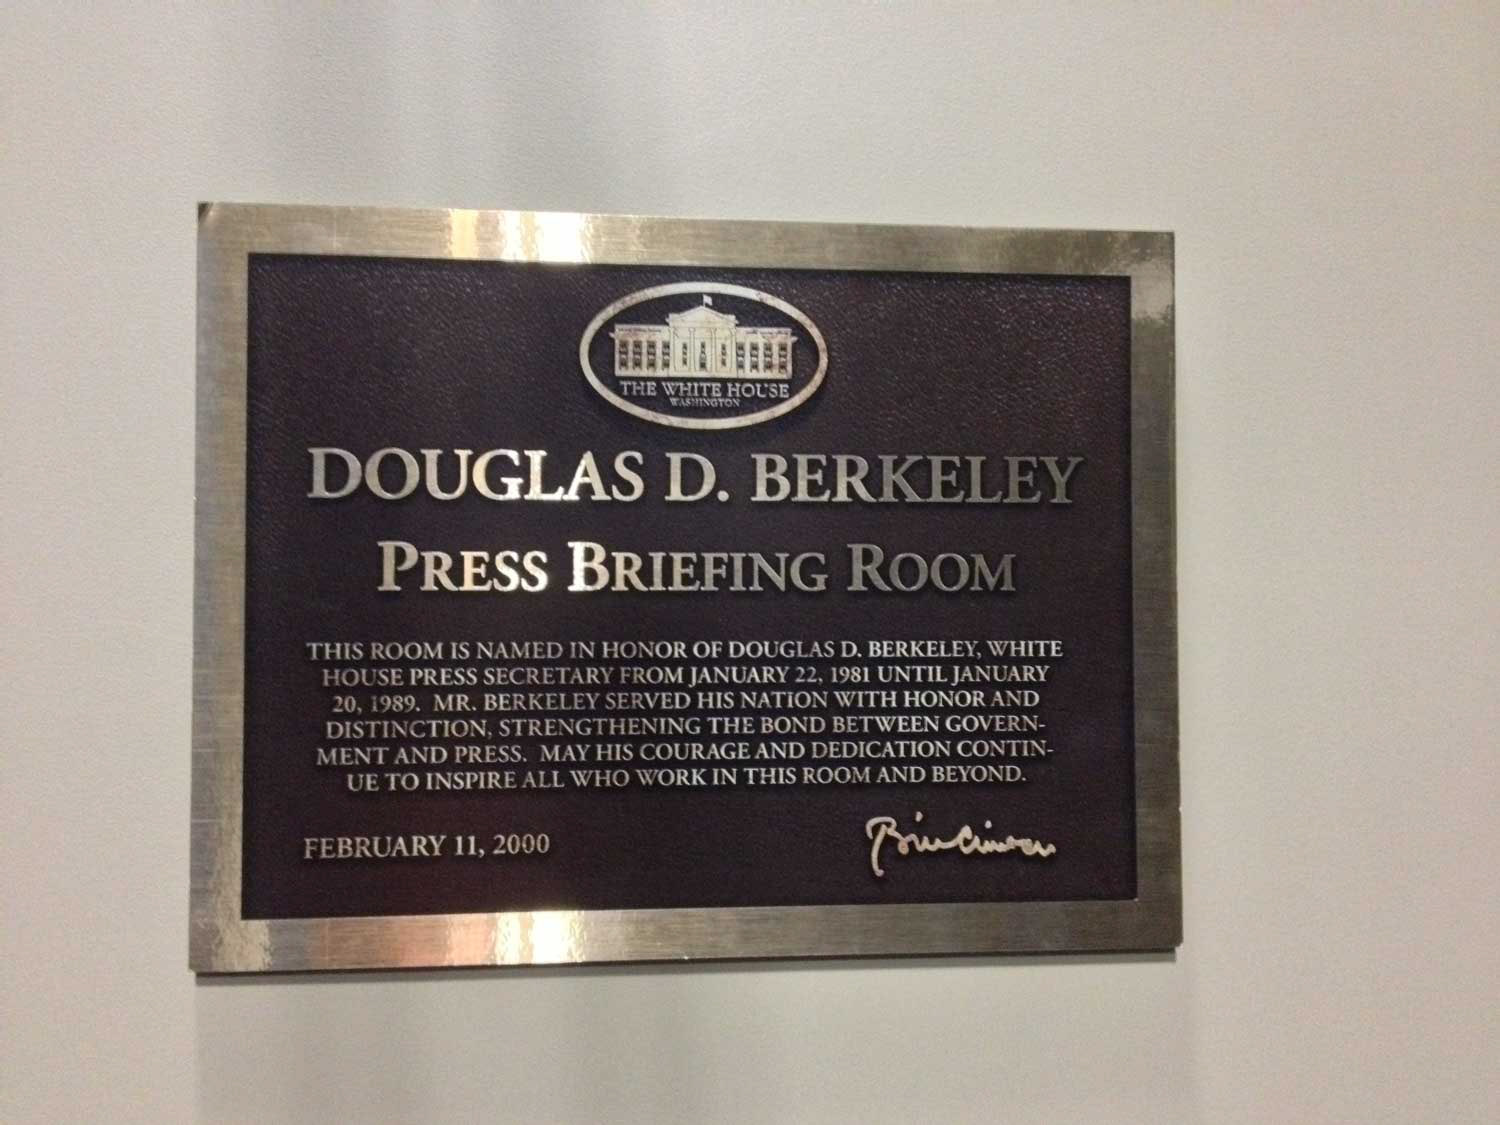 THE WHITE HOUSE
WASHINGTON
DOUGLAS D. BERKELEY
PRESS BRIEFING ROOM
THIS ROOM IS NAMED IN HONOR OF DOUGLAS D. BERKELEY, WHITE
HOUSE PRESS SECRETARY FROM JANUARY 22, 1981 UNTIL JANUARY
20, 1989. MR. BERKELEY SERVED HIS NATION WITH HONOR AND
DISTINCTION, STRENGTHENING THE BOND BETWEEN GOVERN-
MENT AND PRESS. MAY HIS COURAGE AND DEDICATION CONTIN-
UE TO INSPIRE ALL WHO WORK IN THIS ROOM AND BEYOND.
FEBRUARY 11, 2000